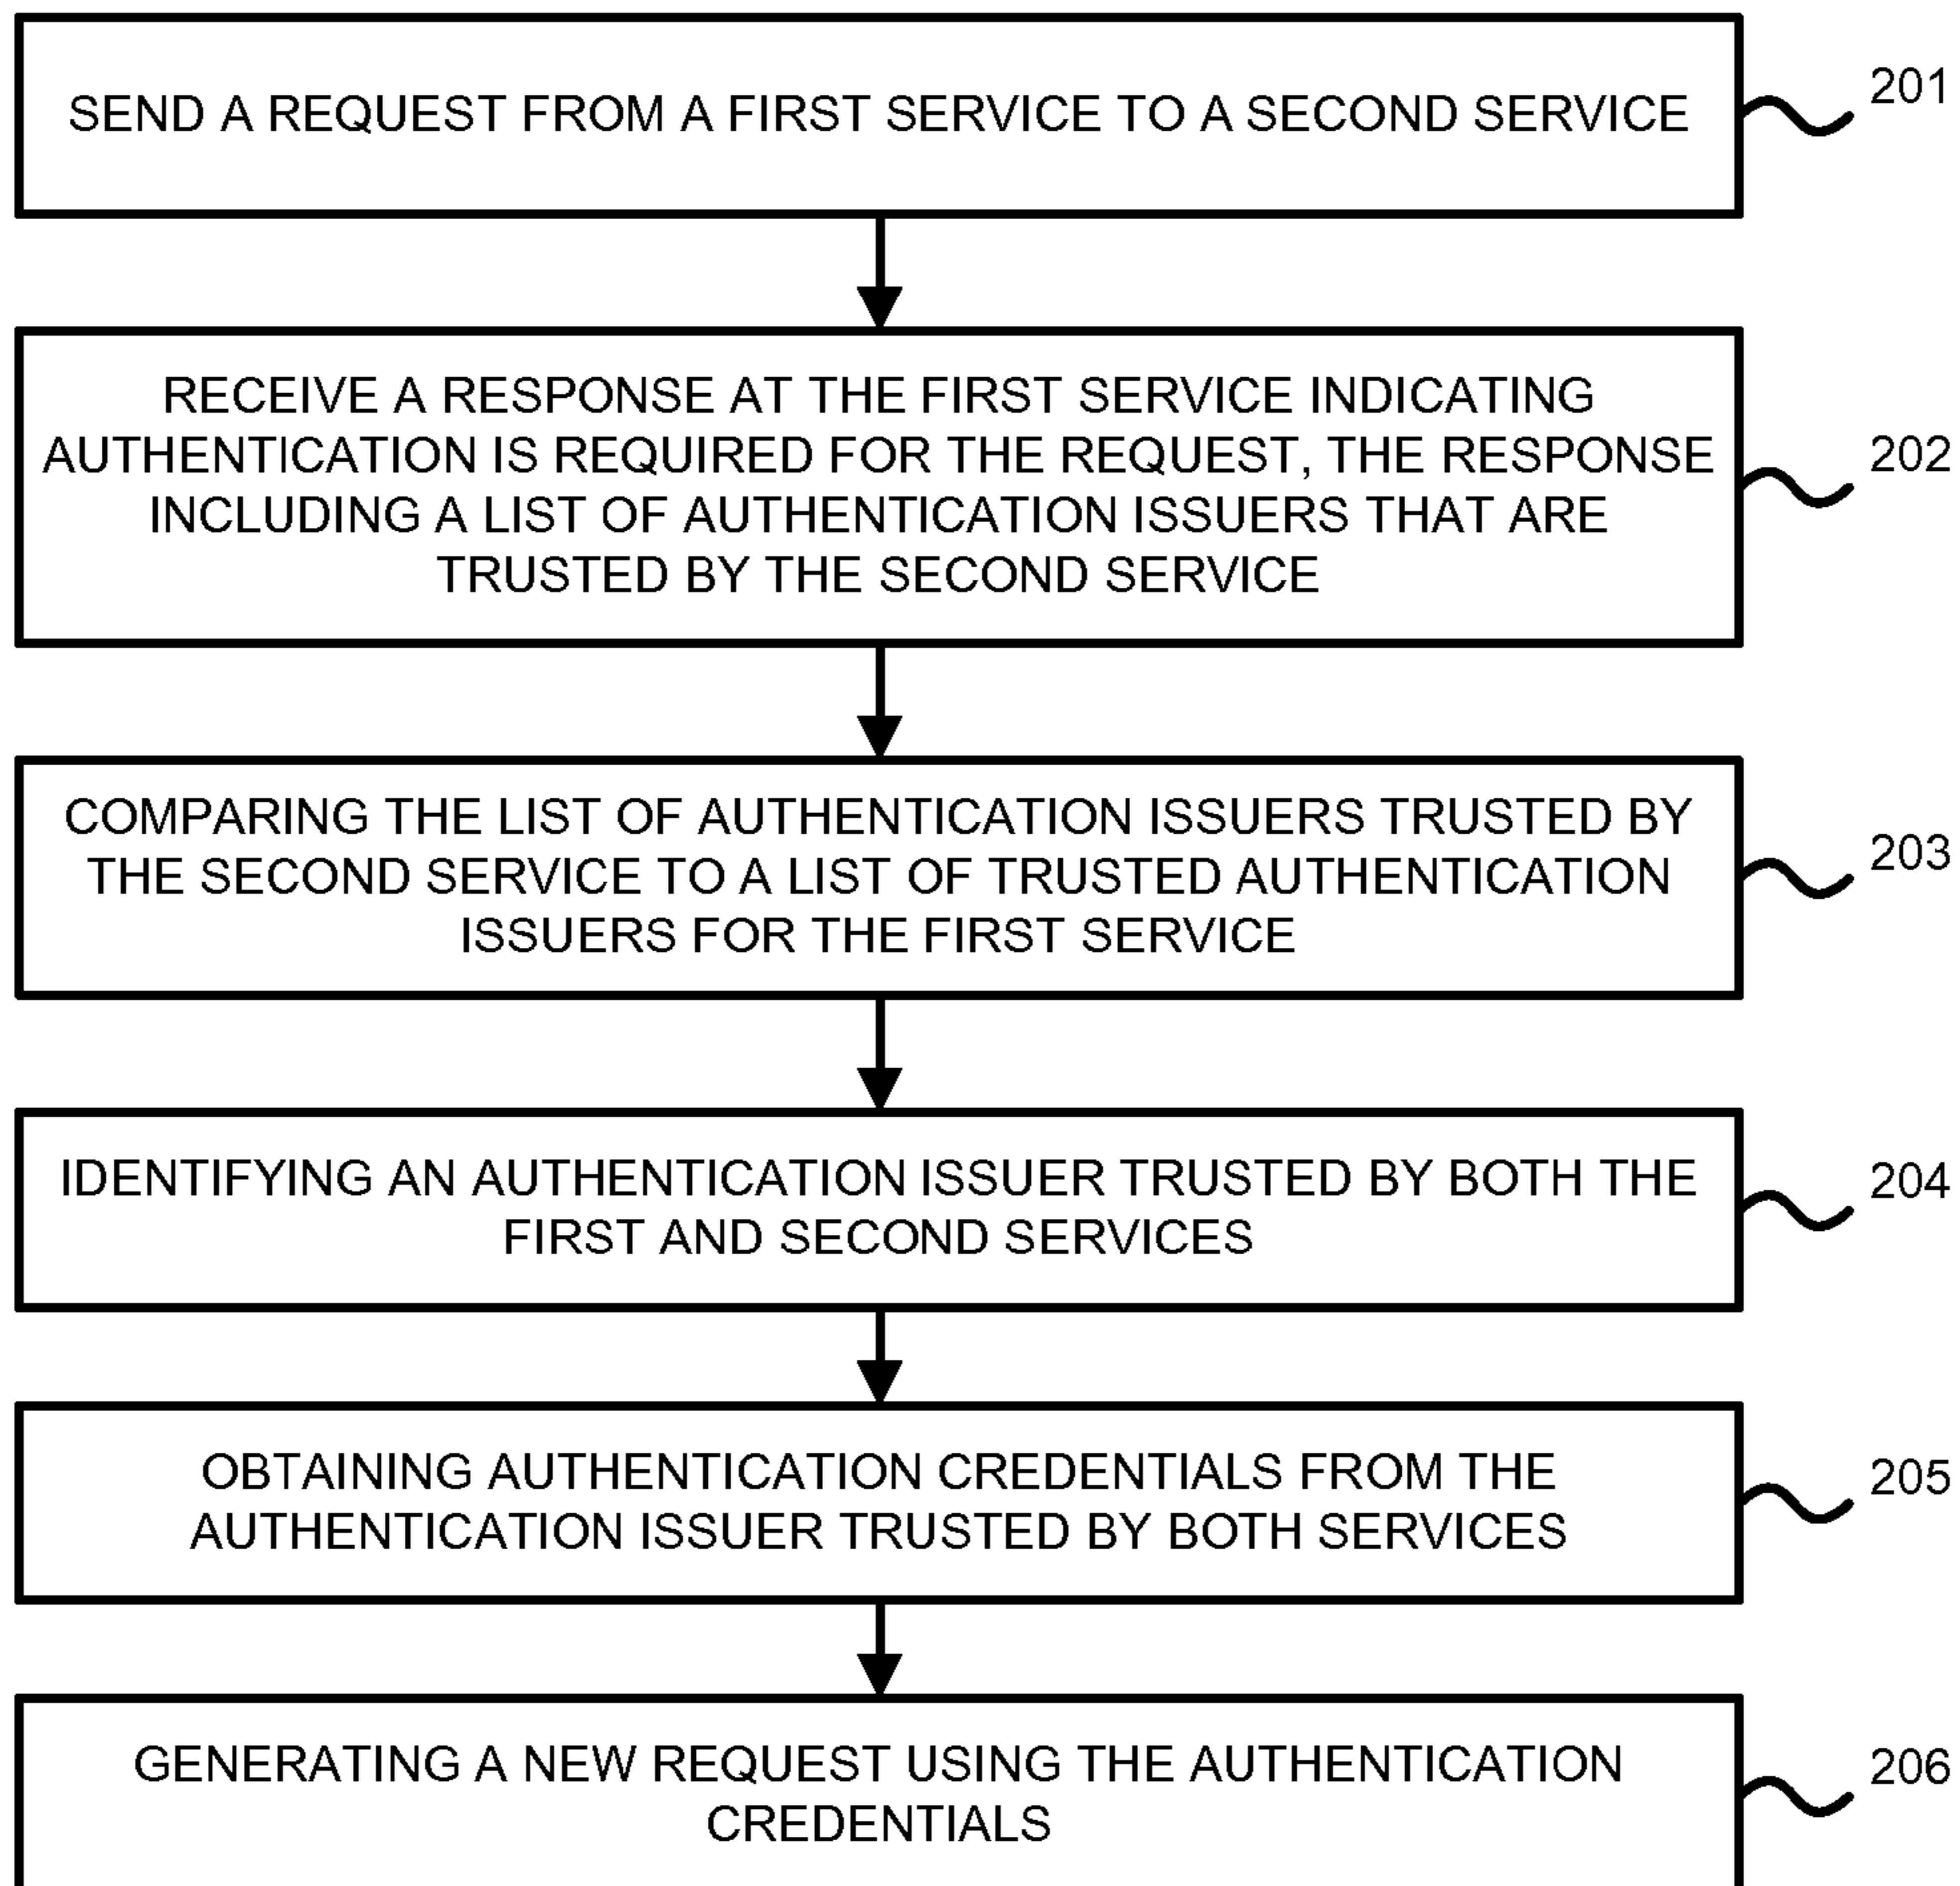 SEND A REQUEST FROM A FIRST SERVICE TO A SECOND SERVICE
201
RECEIVE A RESPONSE AT THE FIRST SERVICE INDICATING
AUTHENTICATION IS REQUIRED FOR THE REQUEST, THE RESPONSE
INCLUDING A LIST OF AUTHENTICATION ISSUERS THAT ARE
TRUSTED BY THE SECOND SERVICE
202
COMPARING THE LIST OF AUTHENTICATION ISSUERS TRUSTED BY
THE SECOND SERVICE TO A LIST OF TRUSTED AUTHENTICATION
ISSUERS FOR THE FIRST SERVICE
203
IDENTIFYING AN AUTHENTICATION ISSUER TRUSTED BY BOTH THE
FIRST AND SECOND SERVICES
204
OBTAINING AUTHENTICATION CREDENTIALS FROM THE
AUTHENTICATION ISSUER TRUSTED BY BOTH SERVICES
205
GENERATING A NEW REQUEST USING THE AUTHENTICATION
CREDENTIALS
206